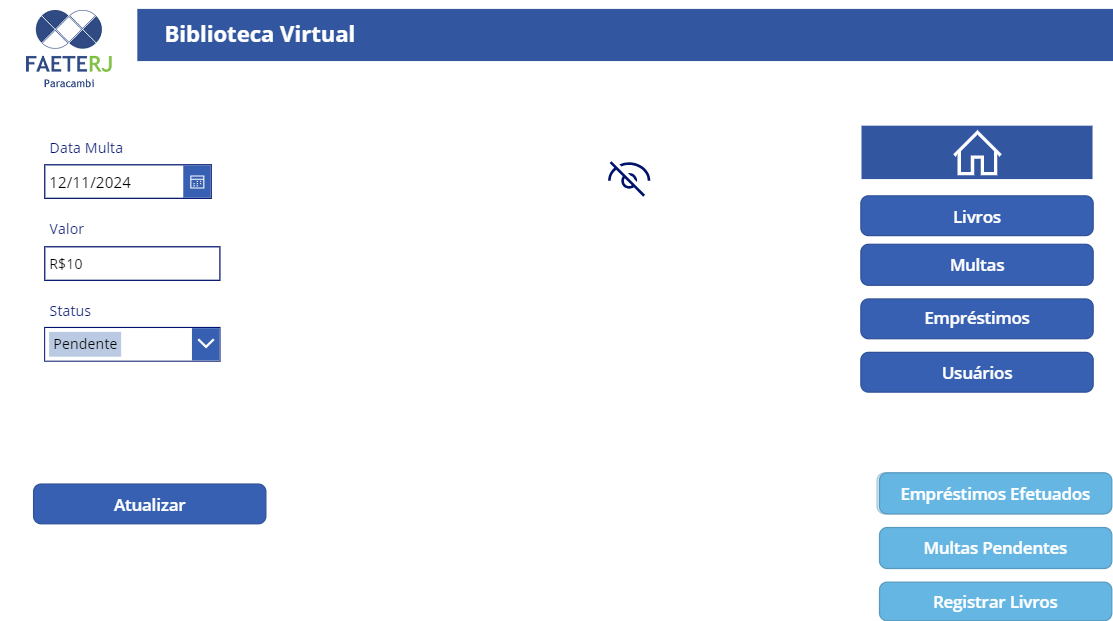 Biblioteca Virtual
FAETERJ
Paracambi
Data Multa
12/11/2024
Valor
R$10
Status
Pendente
Atualizar
Livros
Multas
Empréstimos
Usuários
Empréstimos Efetuados
Multas Pendentes
Registrar Livros